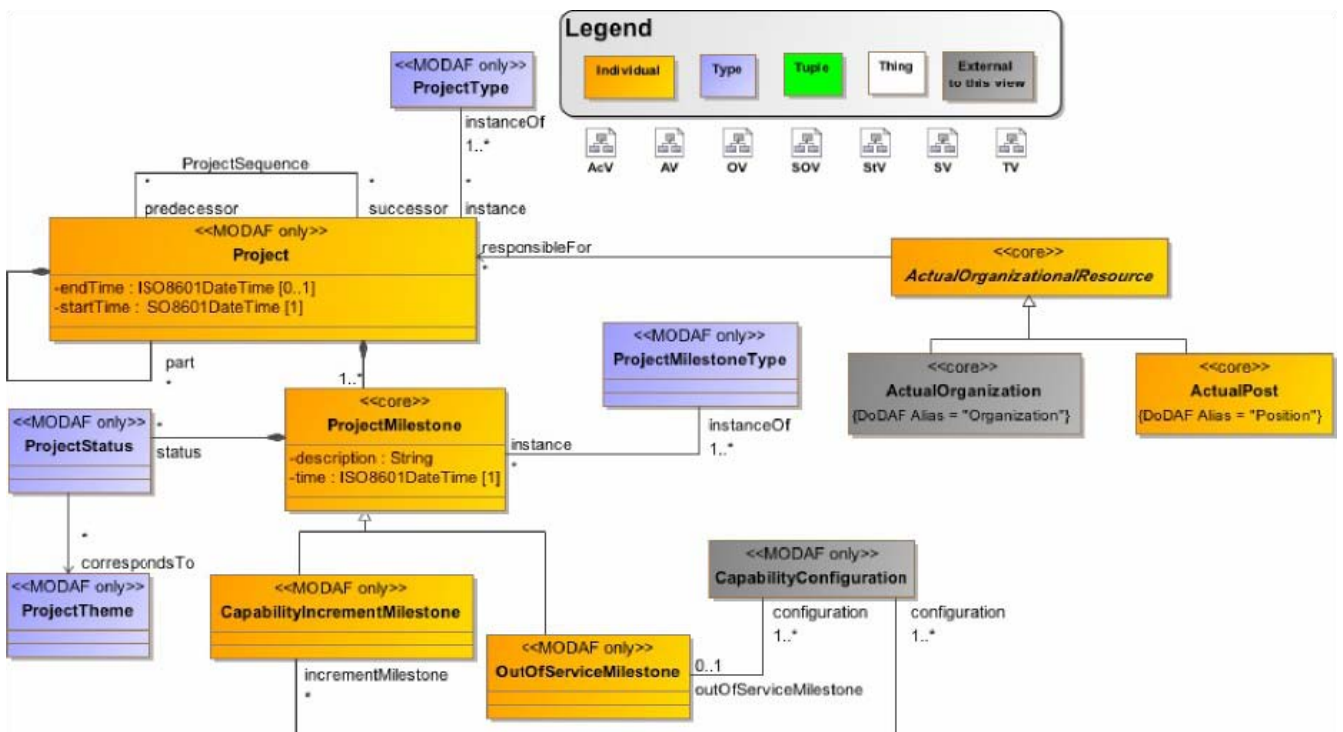 Legend
Individual
Type
Tuple
Thing
External
to this view
AcV
AV
OV
SOV
StV
SV
TV
<<MODAF only>>
ProjectType
instanceOf
1..*
ProjectSequence
*
*
*
predecessor
successor
instance
<<MODAF only>>
Project
-endTime : ISO8601DateTime [0..1]
-startTime : SO8601DateTime [1]
responsibleFor
*
<<core>>
ActualOrganizationalResource
part
*
1..*
<<MODAF only>>
ProjectMilestoneType
<<core>>
ActualOrganization
{DoDAF Alias = "Organization"}
<<core>>
ActualPost
{DoDAF Alias = "Position"}
<<MODAF only>>
ProjectStatus
*
status
<<core>>
ProjectMilestone
-description : String
-time : ISO8601DateTime [1]
instance
*
instanceOf
1..*
*
correspondsTo
<<MODAF only>>
ProjectTheme
<<MODAF only>>
CapabilityIncrementMilestone
<<MODAF only>>
CapabilityConfiguration
configuration
1..*
configuration
1..*
<<MODAF only>>
OutOfServiceMilestone
0..1
outOfServiceMilestone
incrementMilestone
*